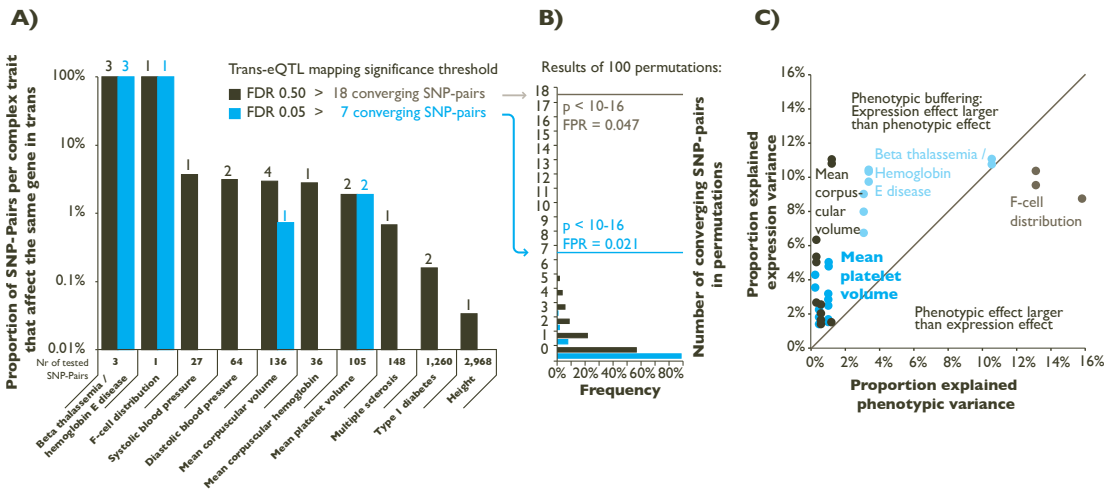 A)
Proportion of SNP-Pairs per complex trait
that affect the same gene in trans
100%
10%
1%
0.1%
0.01%
3 3 1 1 1 2 4 1 1 2 2 1 2 1
Trans-eQTL mapping significance threshold
FDR 0.50 > 18 converging SNP-pairs
FDR 0.05 > 7 converging SNP-pairs
Nr of tested
SNP-Pairs
3 1 27 64 136 36 105 148 1,260 2,968
Beta thalassemia /
hemoglobin E disease
F-cell distribution
Systolic blood pressure
Diastolic blood pressure
Mean corpuscular volume
Mean corpuscular hemoglobin
Mean platelet volume
Multiple sclerosis
Type I diabetes
Height
B)
Results of 100 permutations:
18
17
16
15
14
13
12
11
10
9
8
7
6
5
4
3
2
1
0
p < 10-16
FPR = 0.047
p < 10-16
FPR = 0.021
0% 20% 40% 60% 80%
Frequency
Number of converging SNP-pairs
in permutations
C)
Proportion explained
expression variance
16%
14%
12%
10%
8%
6%
4%
2%
0%
Phenotypic buffering:
Expression effect larger
than phenotypic effect
Beta thalassemia /
Hemoglobin
E disease
Mean
corpus-
cular
volume
F-cell
distribution
Mean
platelet
volume
Phenotypic effect larger
than expression effect
0% 2% 4% 6% 8% 10% 12% 14% 16%
Proportion explained
phenotypic variance